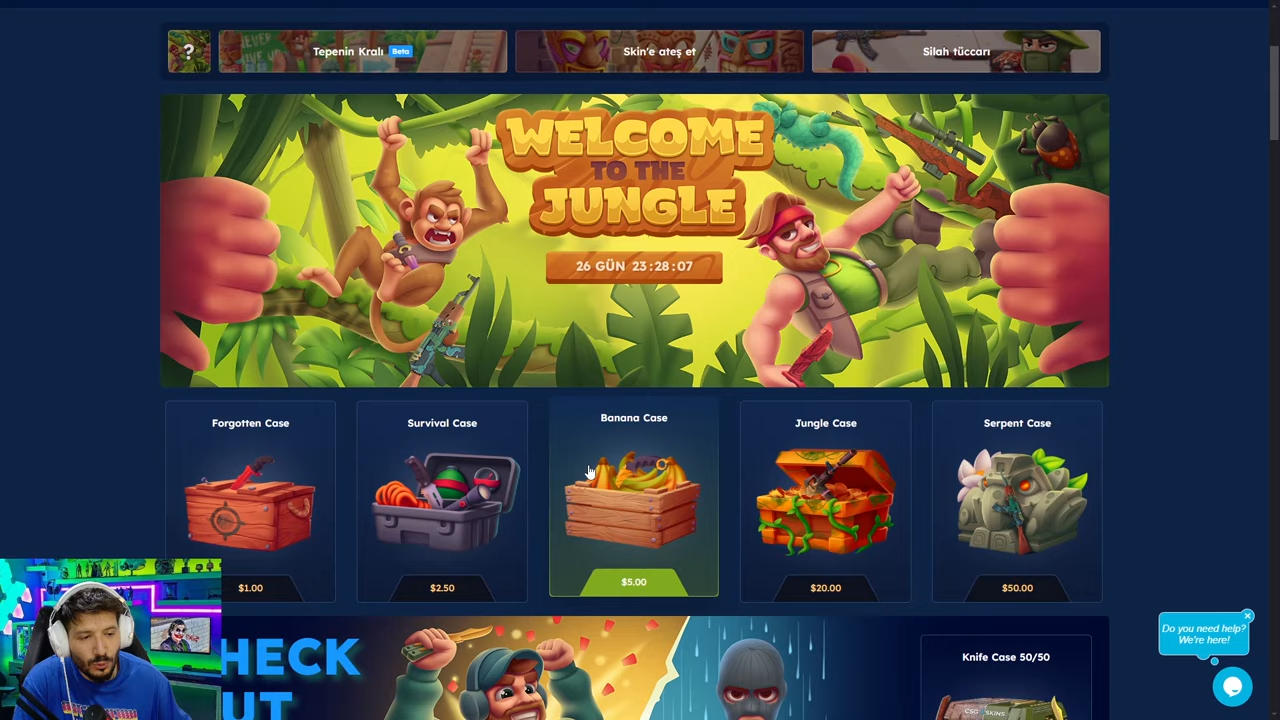 ?
Tepenin Kralı Beta
Skin'e ateş et
Silah tüccarı
WELCOME
TO THE
JUNGLE
26 GÜN 23:28:07
Forgotten Case
Survival Case
Banana Case
Jungle Case
Serpent Case
$1.00
$2.50
$5.00
$20.00
$50.00
HECK
UT
Knife Case 50/50
Do you need help?
We're here!